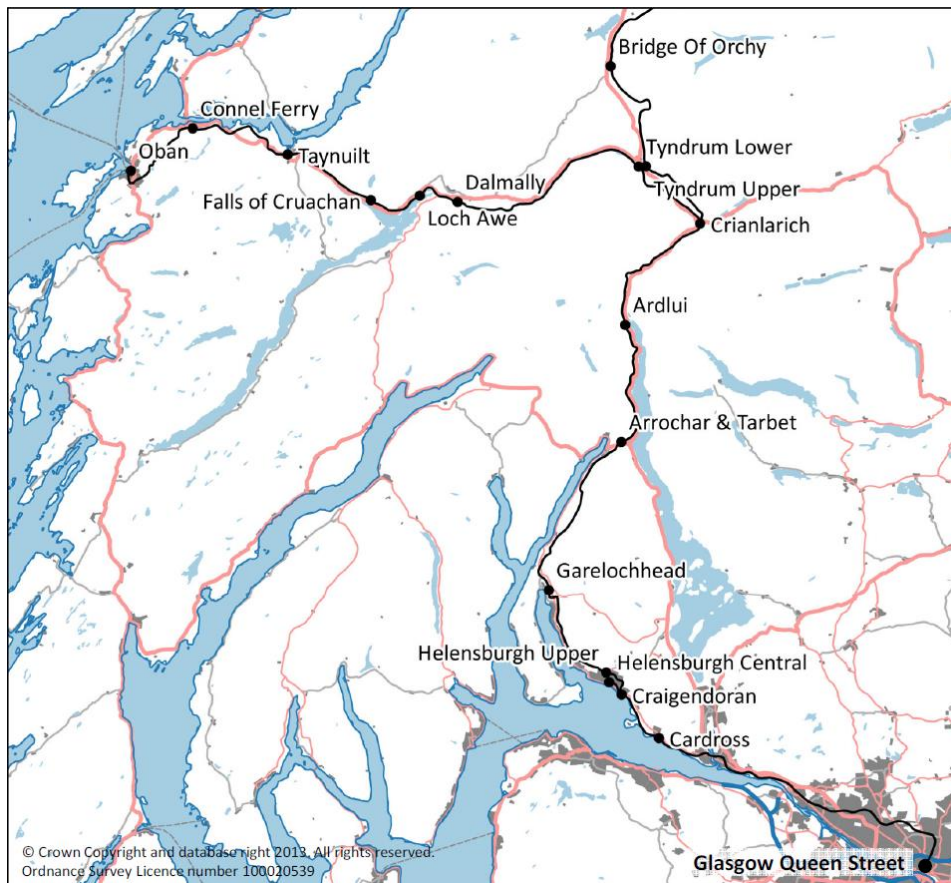 Bridge Of Orchy
Connel Ferry
Oban
Taynuilt
Tyndrum Lower
Dalmally
Tyndrum Upper
Falls of Cruachan
Loch Awe
Crianlarich
Ardlui
Arrochar & Tarbet
Garelochhead
Helensburgh Upper
Helensburgh Central
Craigendoran
Cardross
© Crown Copyright and database right 2013. All rights reserved.
Ordnance Survey Licence number 100020539
Glasgow Queen Street